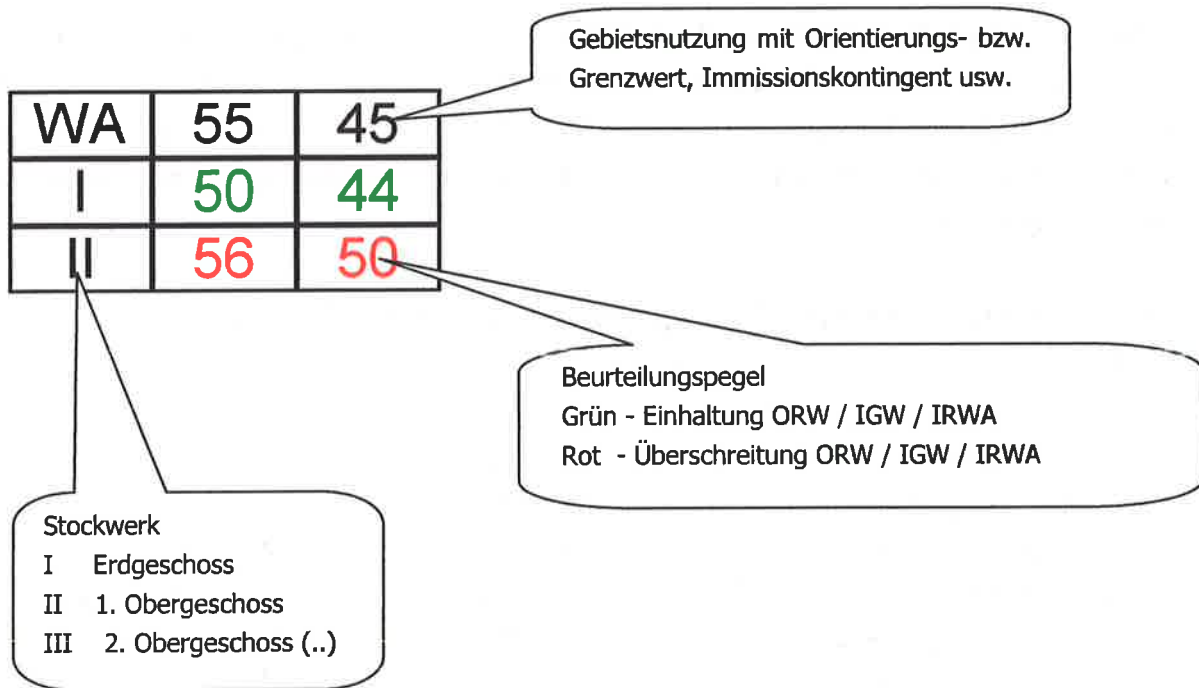 Gebietsnutzung mit Orientierungs- bzw.
Grenzwert, Immissionskontingent usw.
WA 55 45
I 50 44
II 56 50
Beurteilungspegel
Grün - Einhaltung ORW / IGW / IRWA
Rot - Überschreitung ORW / IGW / IRWA
Stockwerk
I Erdgeschoss
II 1. Obergeschoss
III 2. Obergeschoss (..)